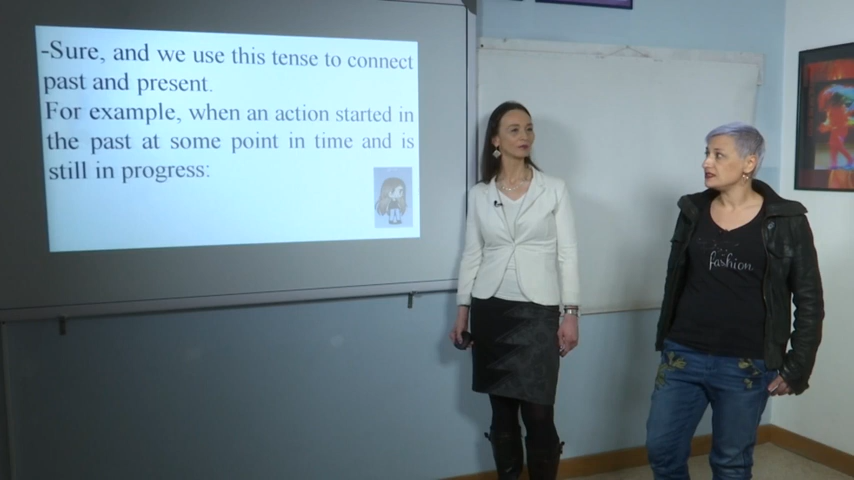 -Sure, and we use this tense to connect
past and present.
For example, when an action started in
the past at some point in time and is
still in progress:
fashion.